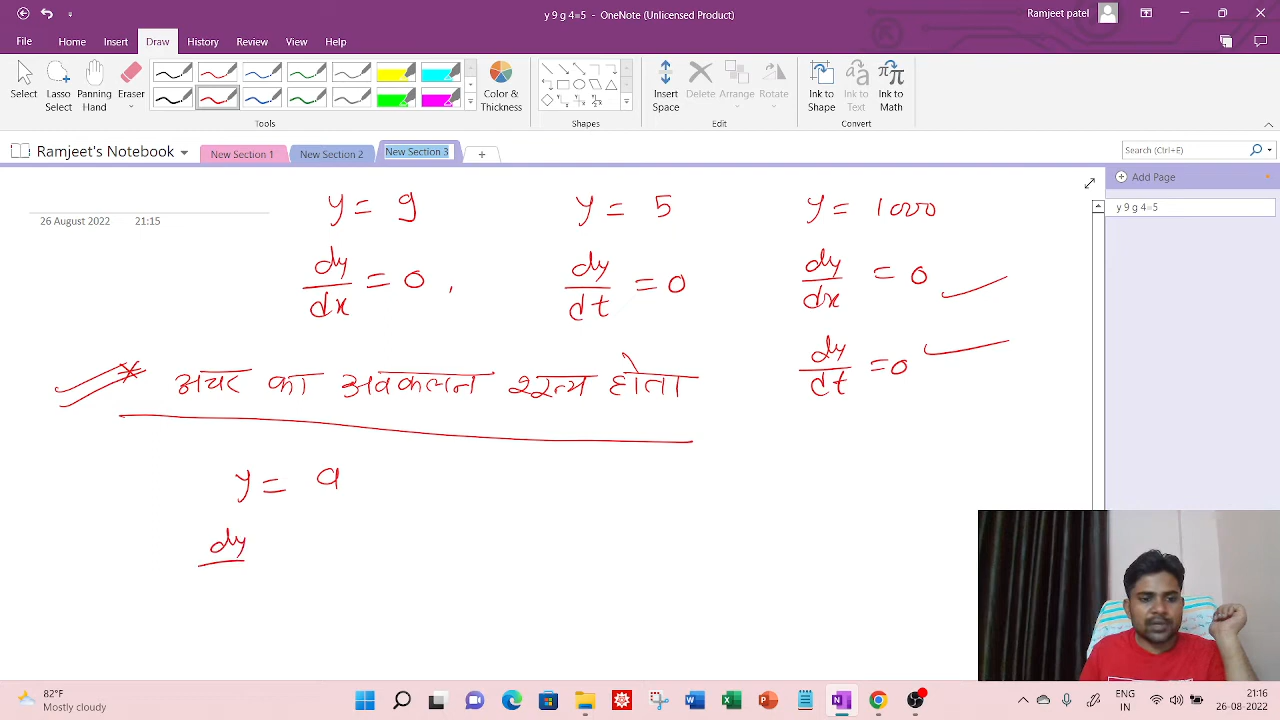 y 9 g 4=5 - OneNote (Unlicensed Product)
Ramjeet patel
File Home Insert Draw History Review View Help
Select Lasso Select Panning Hand Eraser
Color & Thickness
Insert Space Delete Arrange Rotate
Ink to Shape Ink to Text Ink to Math
Tools Shapes Edit Convert
Ramjeet's Notebook New Section 1 New Section 2 New Section 3 +
Search (Ctrl+E)
Add Page
y 9 g 4=5
26 August 2022 21:15
y = 9 y = 5 y = 1000
dy/dx = 0, dy/dt = 0 dy/dx = 0
dy/dt = 0
* अचर का अवकलन शून्य होता
y = a
dy
82°F
Mostly cloudy
ENG
IN
21:16
26-08-2022